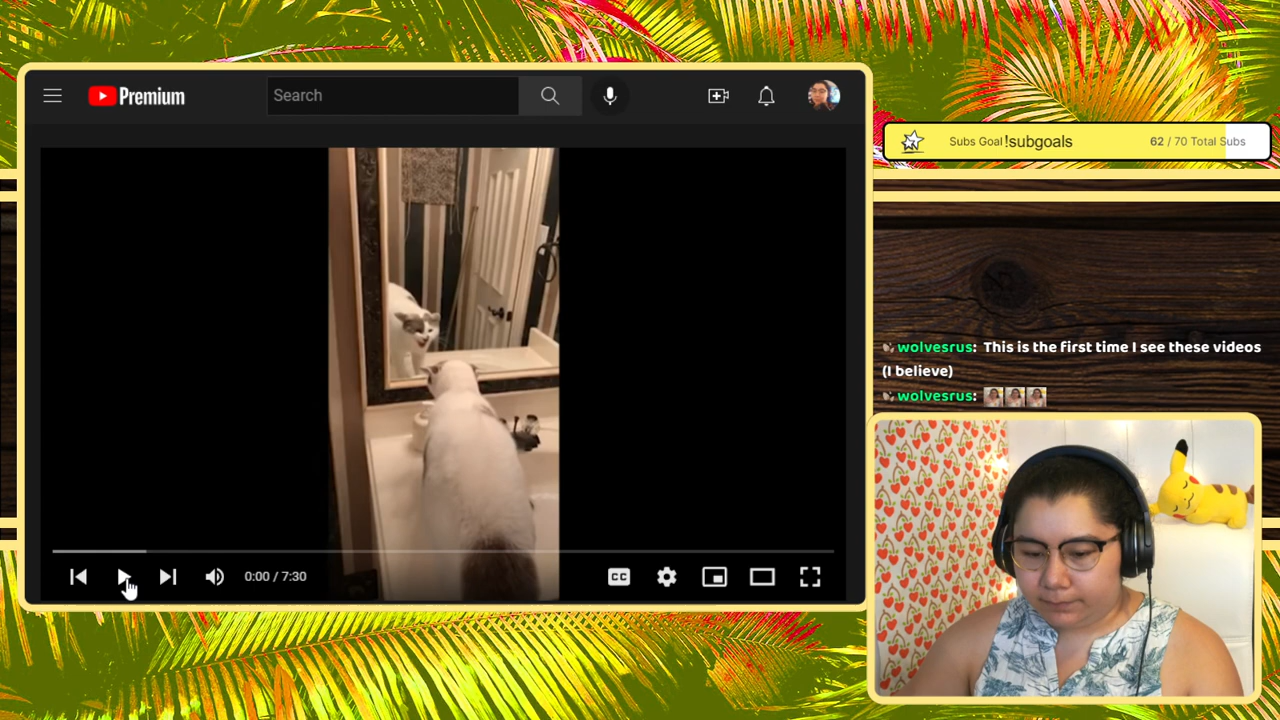 Premium
Search
Subs Goal !subgoals 62 / 70 Total Subs
wolvesrus: This is the first time I see these videos
(I believe)
wolvesrus:
0:00 / 7:30
CC